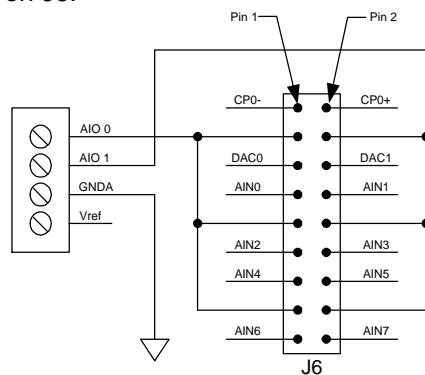 Pin 1 Pin 2
CP0- CP0+
AIO 0
AIO 1 DAC0 DAC1
GNDA AIN0 AIN1
Vref
AIN2 AIN3
AIN4 AIN5
AIN6 AIN7
J6